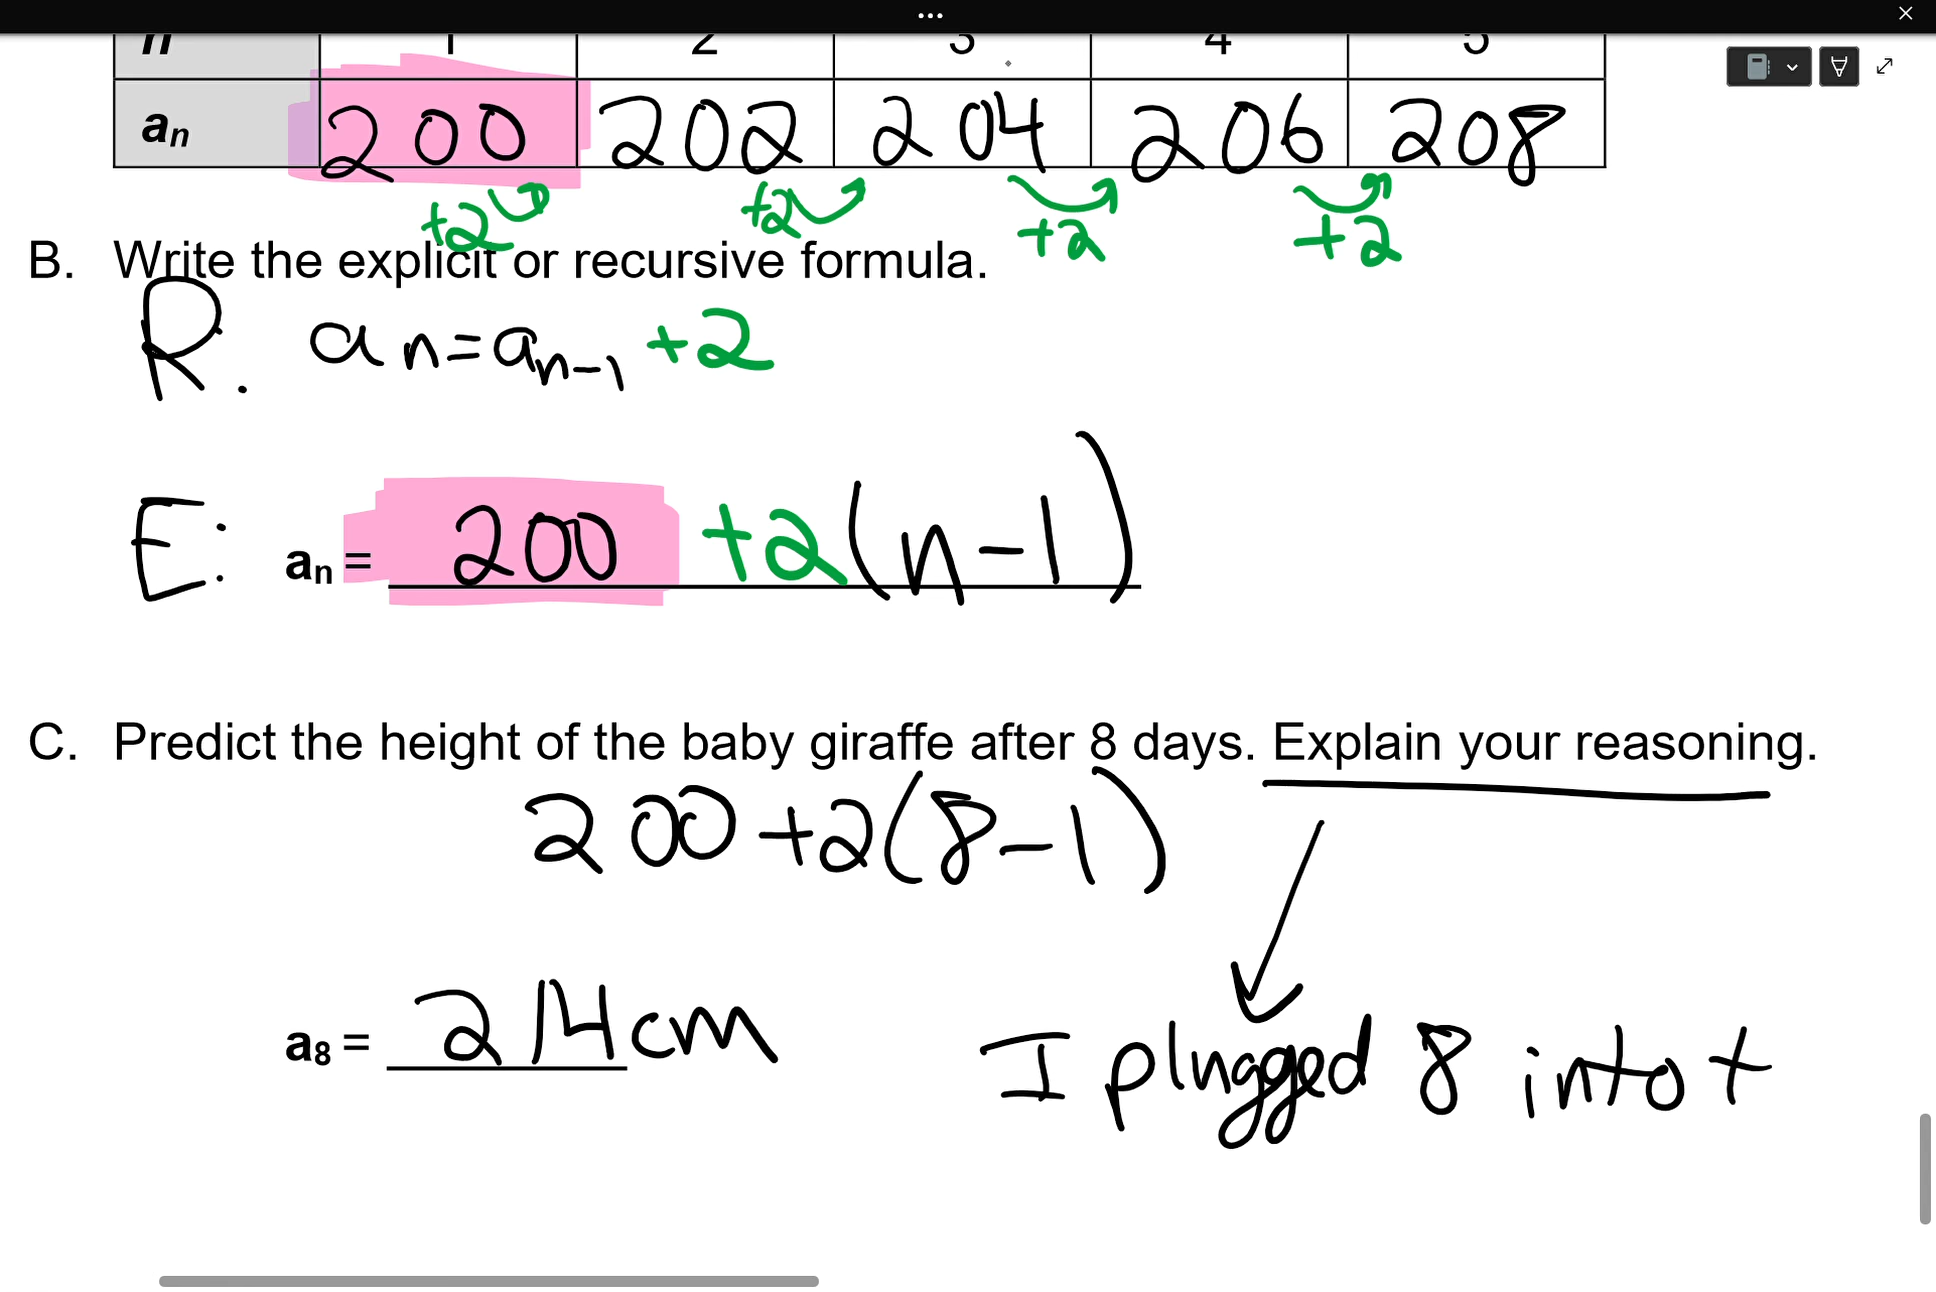 n 1 2 3 4 5
aₙ 200 202 204 206 208
+2 +2 +2 +2
B. Write the explicit or recursive formula.
R. an=aₙ₋₁ +2
E: aₙ = 200 +2(n-1)
C. Predict the height of the baby giraffe after 8 days. Explain your reasoning.
200+2(8-1)
a₈ = 214cm
I plugged 8 into t